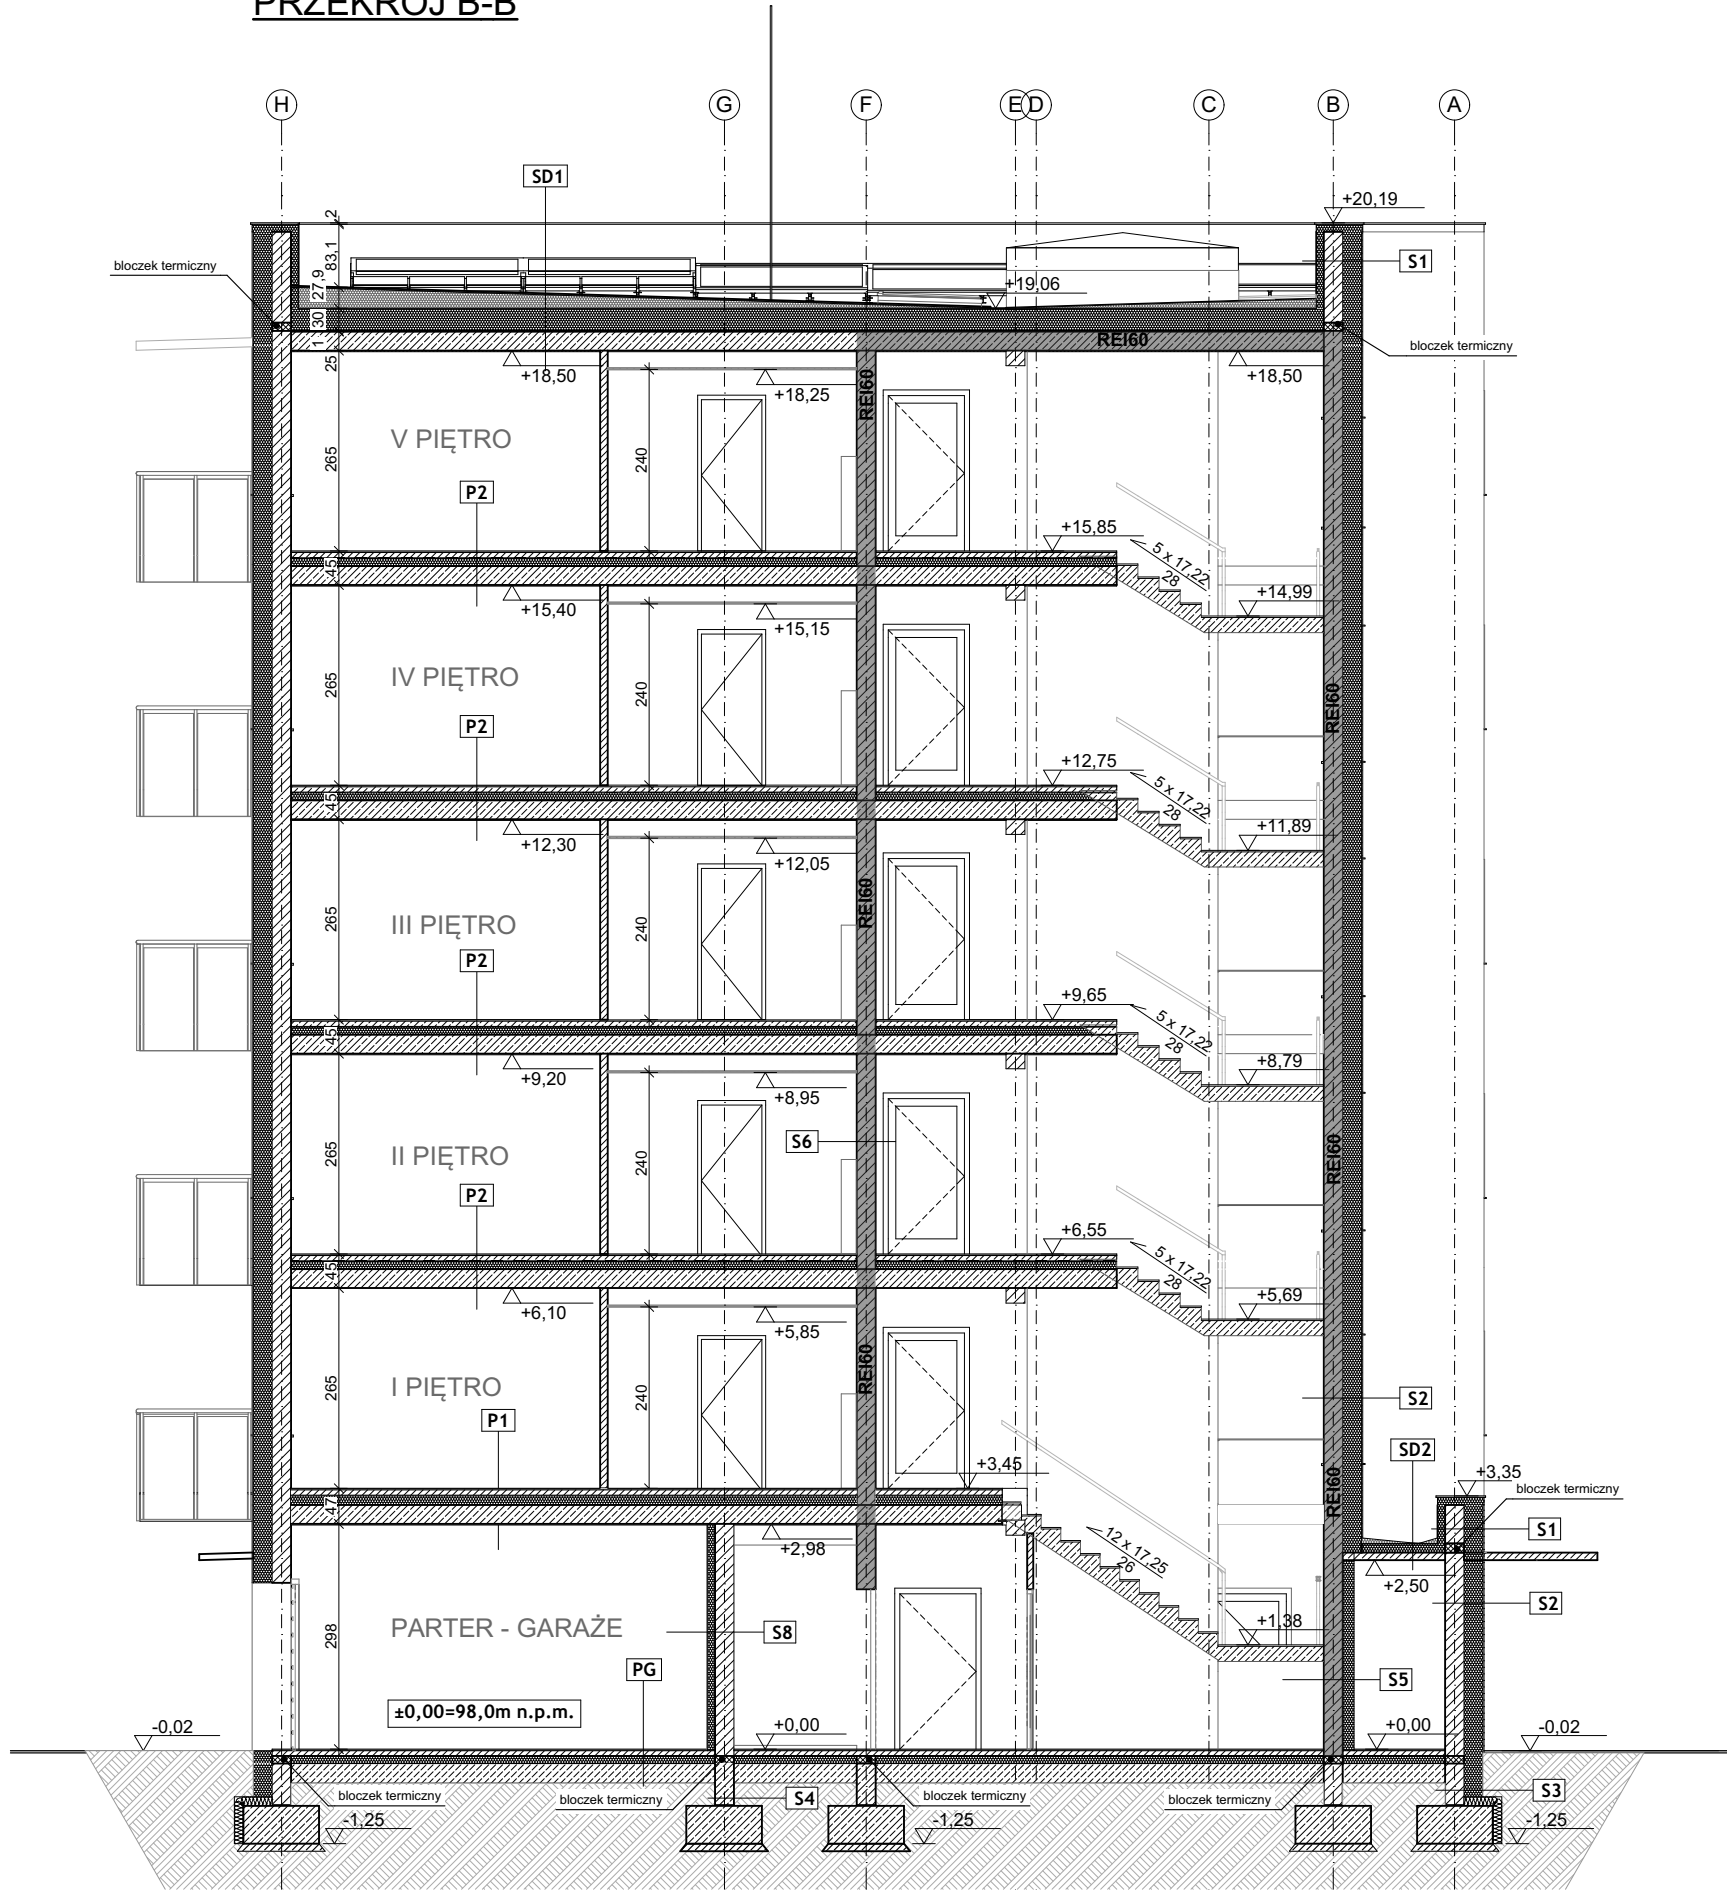 PRZEKRÓJ B-B
H
G
F
E
D
C
B
A
SD1
+20,19
2
83,1
27,9
30
1
25
bloczek termiczny
S1
+19,06
REI60
bloczek termiczny
+18,50
+18,25
+18,50
REI60
V PIĘTRO
265
240
P2
+15,85
5 x 17,22
28
45
+14,99
+15,40
+15,15
IV PIĘTRO
265
240
REI60
P2
+12,75
5 x 17,22
28
45
+11,89
+12,30
+12,05
REI60
III PIĘTRO
265
240
P2
+9,65
5 x 17,22
28
45
+8,79
+9,20
+8,95
S6
REI60
II PIĘTRO
265
240
P2
+6,55
5 x 17,22
28
45
+5,69
+6,10
+5,85
REI60
I PIĘTRO
265
240
S2
P1
SD2
+3,45
+3,35
REI60
bloczek termiczny
47
S1
+2,98
12 x 17,25
26
+2,50
S2
PARTER - GARAŻE
298
S8
+1,38
PG
S5
±0,00=98,0m n.p.m.
-0,02
+0,00
+0,00
-0,02
bloczek termiczny
bloczek termiczny
S4
bloczek termiczny
bloczek termiczny
S3
-1,25
-1,25
-1,25